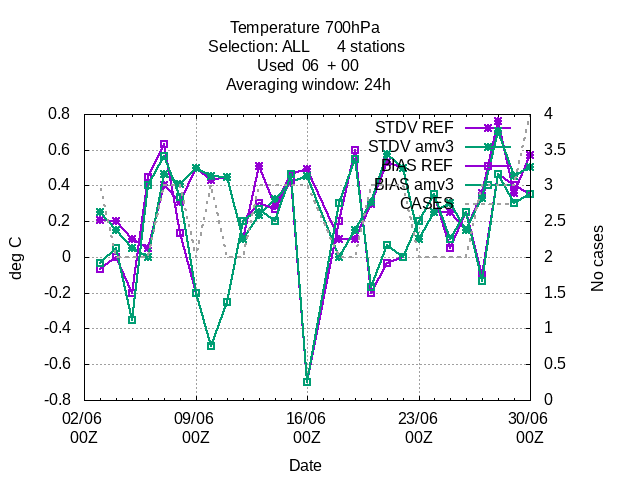 Temperature 700hPa
Selection: ALL 4 stations
Used 06 + 00
Averaging window: 24h
STDV REF
STDV amv3
BIAS REF
BIAS amv3
CASES
0.8
0.6
0.4
0.2
0
-0.2
-0.4
-0.6
-0.8
deg C
4
3.5
3
2.5
2
1.5
1
0.5
0
No cases
02/06 09/06 16/06 23/06 30/06
00Z 00Z 00Z 00Z 00Z
Date